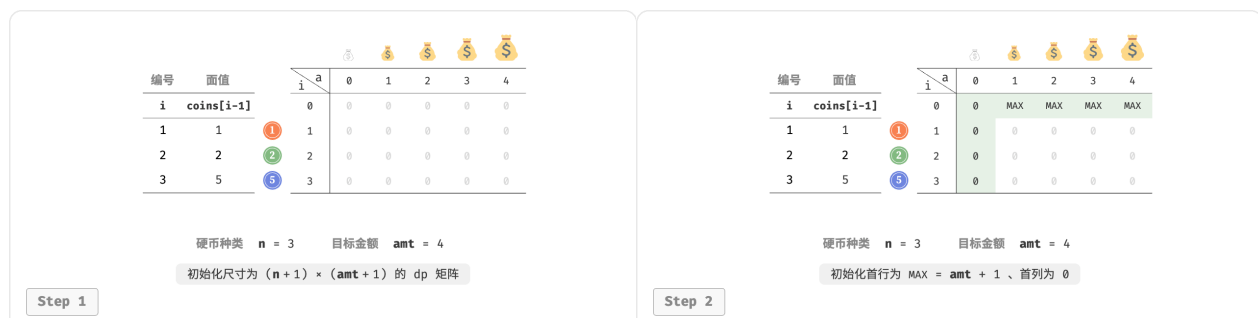 a
i
0 1 2 3 4
编号 面值
i coins[i-1]
0 0 0 0 0 0
1 1 1 1 0 0 0 0 0
2 2 2 2 0 0 0 0 0
3 5 5 3 0 0 0 0 0
硬币种类 n = 3 目标金额 amt = 4
初始化尺寸为 (n + 1) × (amt + 1) 的 dp 矩阵
Step 1
a
i
0 1 2 3 4
编号 面值
i coins[i-1]
0 0 MAX MAX MAX MAX
1 1 1 1 0 0 0 0 0
2 2 2 2 0 0 0 0 0
3 5 5 3 0 0 0 0 0
硬币种类 n = 3 目标金额 amt = 4
初始化首行为 MAX = amt + 1 、首列为 0
Step 2